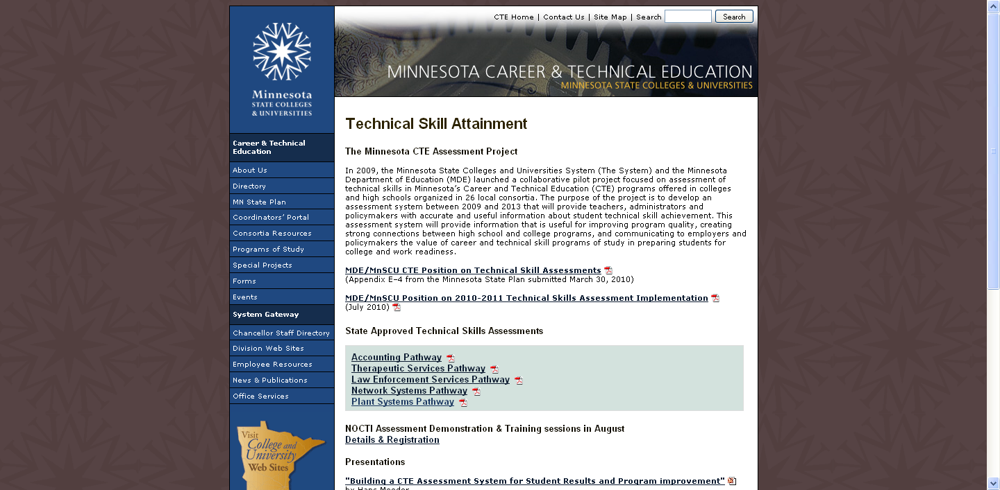 CTE Home | Contact Us | Site Map | Search
Search
Minnesota
STATE COLLEGES
& UNIVERSITIES
MINNESOTA CAREER & TECHNICAL EDUCATION
MINNESOTA STATE COLLEGES & UNIVERSITIES
Career & Technical
Education
About Us
Directory
MN State Plan
Coordinators' Portal
Consortia Resources
Programs of Study
Special Projects
Forms
Events
System Gateway
Chancellor Staff Directory
Division Web Sites
Employee Resources
News & Publications
Office Services
Visit
College and
University
Web Sites
Technical Skill Attainment
The Minnesota CTE Assessment Project
In 2009, the Minnesota State Colleges and Universities System (The System) and the Minnesota
Department of Education (MDE) launched a collaborative pilot project focused on assessment of
technical skills in Minnesota's Career and Technical Education (CTE) programs offered in colleges
and high schools organized in 26 local consortia. The purpose of the project is to develop an
assessment system between 2009 and 2013 that will provide teachers, administrators and
policymakers with accurate and useful information about student technical skill achievement. This
assessment system will provide information that is useful for improving program quality, creating
strong connections between high school and college programs, and communicating to employers and
policymakers the value of career and technical skill programs of study in preparing students for
college and work readiness.
MDE/MnSCU CTE Position on Technical Skill Assessments
(Appendix E-4 from the Minnesota State Plan submitted March 30, 2010)
MDE/MnSCU Position on 2010-2011 Technical Skills Assessment Implementation
(July 2010)
State Approved Technical Skills Assessments
Accounting Pathway
Therapeutic Services Pathway
Law Enforcement Services Pathway
Network Systems Pathway
Plant Systems Pathway
NOCTI Assessment Demonstration & Training sessions in August
Details & Registration
Presentations
"Building a CTE Assessment System for Student Results and Program improvement"
by Hans Meeder